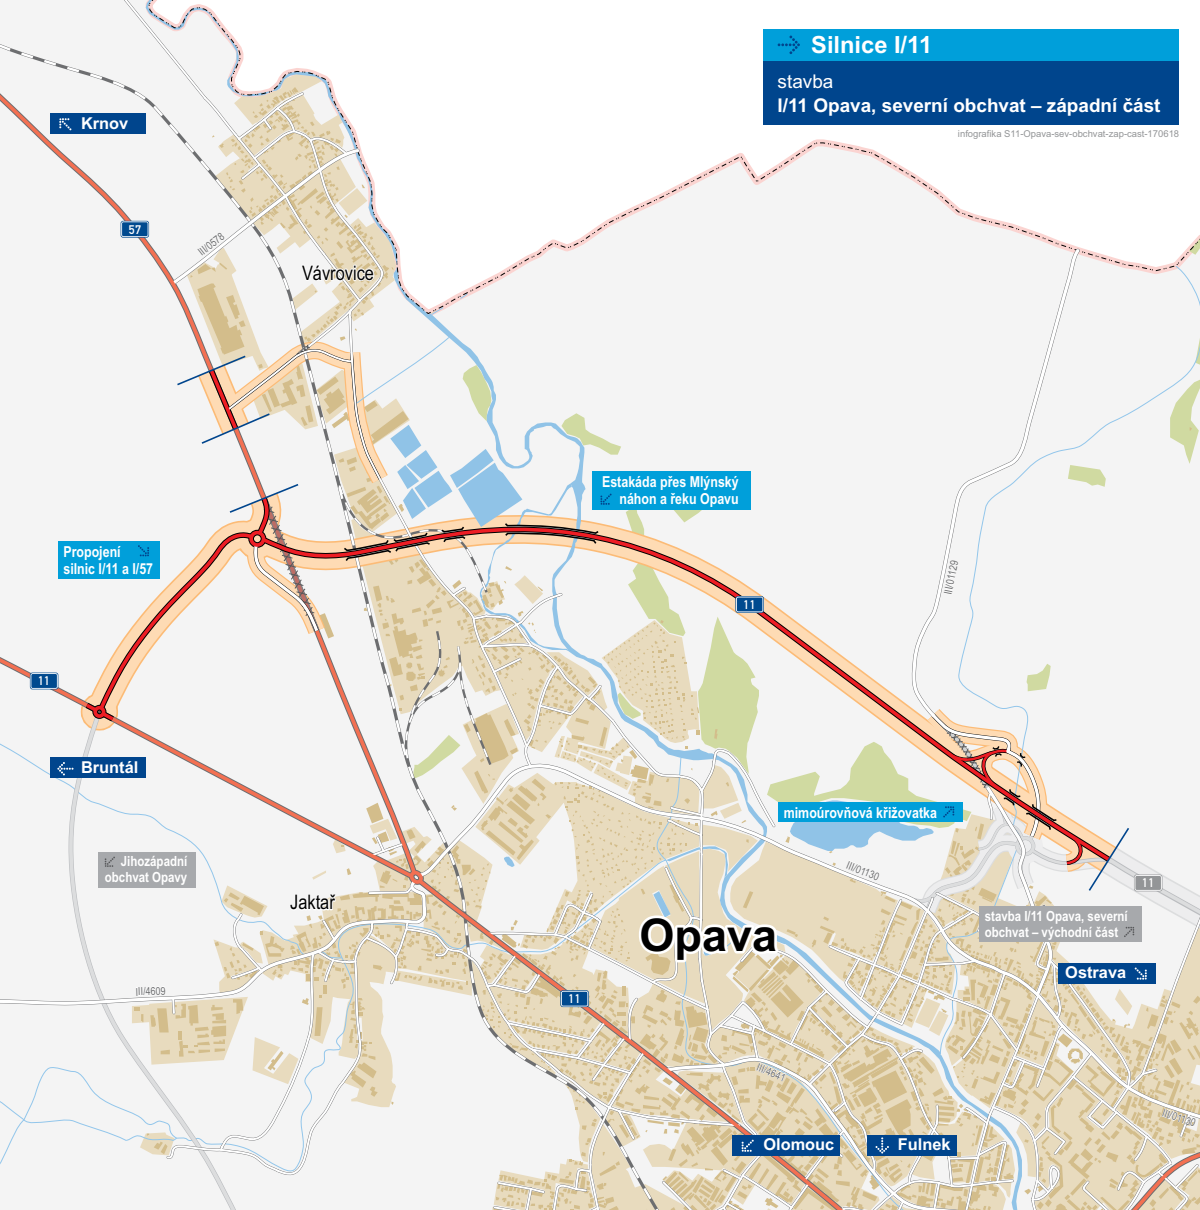 Silnice I/11
stavba
I/11 Opava, severní obchvat – západní část
infografika S11-Opava-sev-obchvat-zap-cast-170618
Krnov
57
III/0578
Vávrovice
Estakáda přes Mlýnský
náhon a řeku Opavu
Propojení
silnic I/11 a I/57
III/01129
11
11
Bruntál
mimoúrovňová křižovatka
Jihozápadní
obchvat Opavy
III/01130
11
Jaktař
stavba I/11 Opava, severní
obchvat – východní část
Opava
Ostrava
III/4609
11
III/4641
III/01130
Olomouc
Fulnek